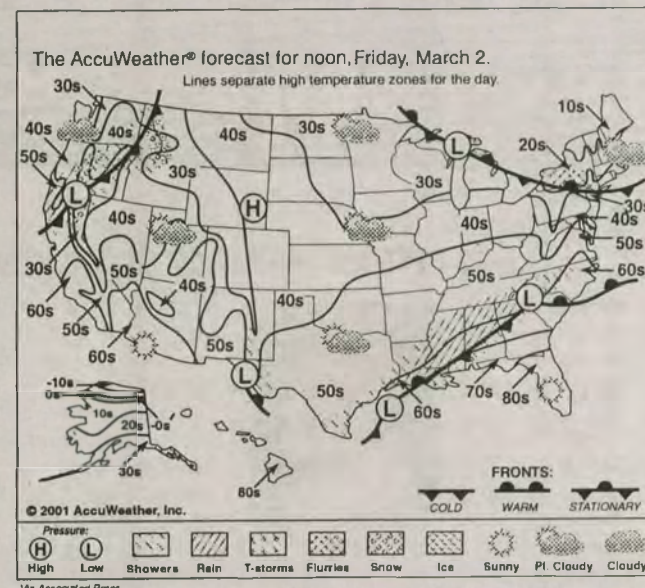 The AccuWeather® forecast for noon, Friday, March 2.
Lines separate high temperature zones for the day.
30s
40s
50s
40s
L
40s
30s
30s
L
30s
10s
20s
30s
40s
50s
60s
H
40s
50s
40s
30s
60s
50s
60s
40s
50s
L
40s
50s
L
L
50s
60s
70s
80s
-10s
0s
10s
20s
-0s
30s
80s
FRONTS:
COLD WARM STATIONARY
© 2001 AccuWeather, Inc.
Pressure:
H L
High Low Showers Rain T-storms Flurries Snow Ice Sunny Pt. Cloudy Cloudy
Via Associated Press